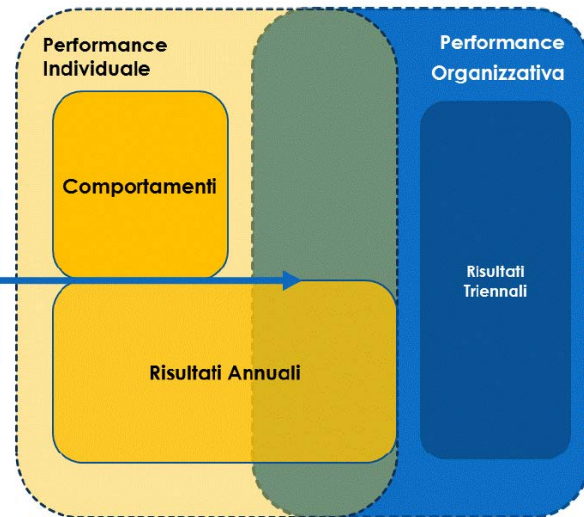 Performance
Individuale
Performance
Organizzativa
Comportamenti
Risultati
Triennali
Risultati Annuali